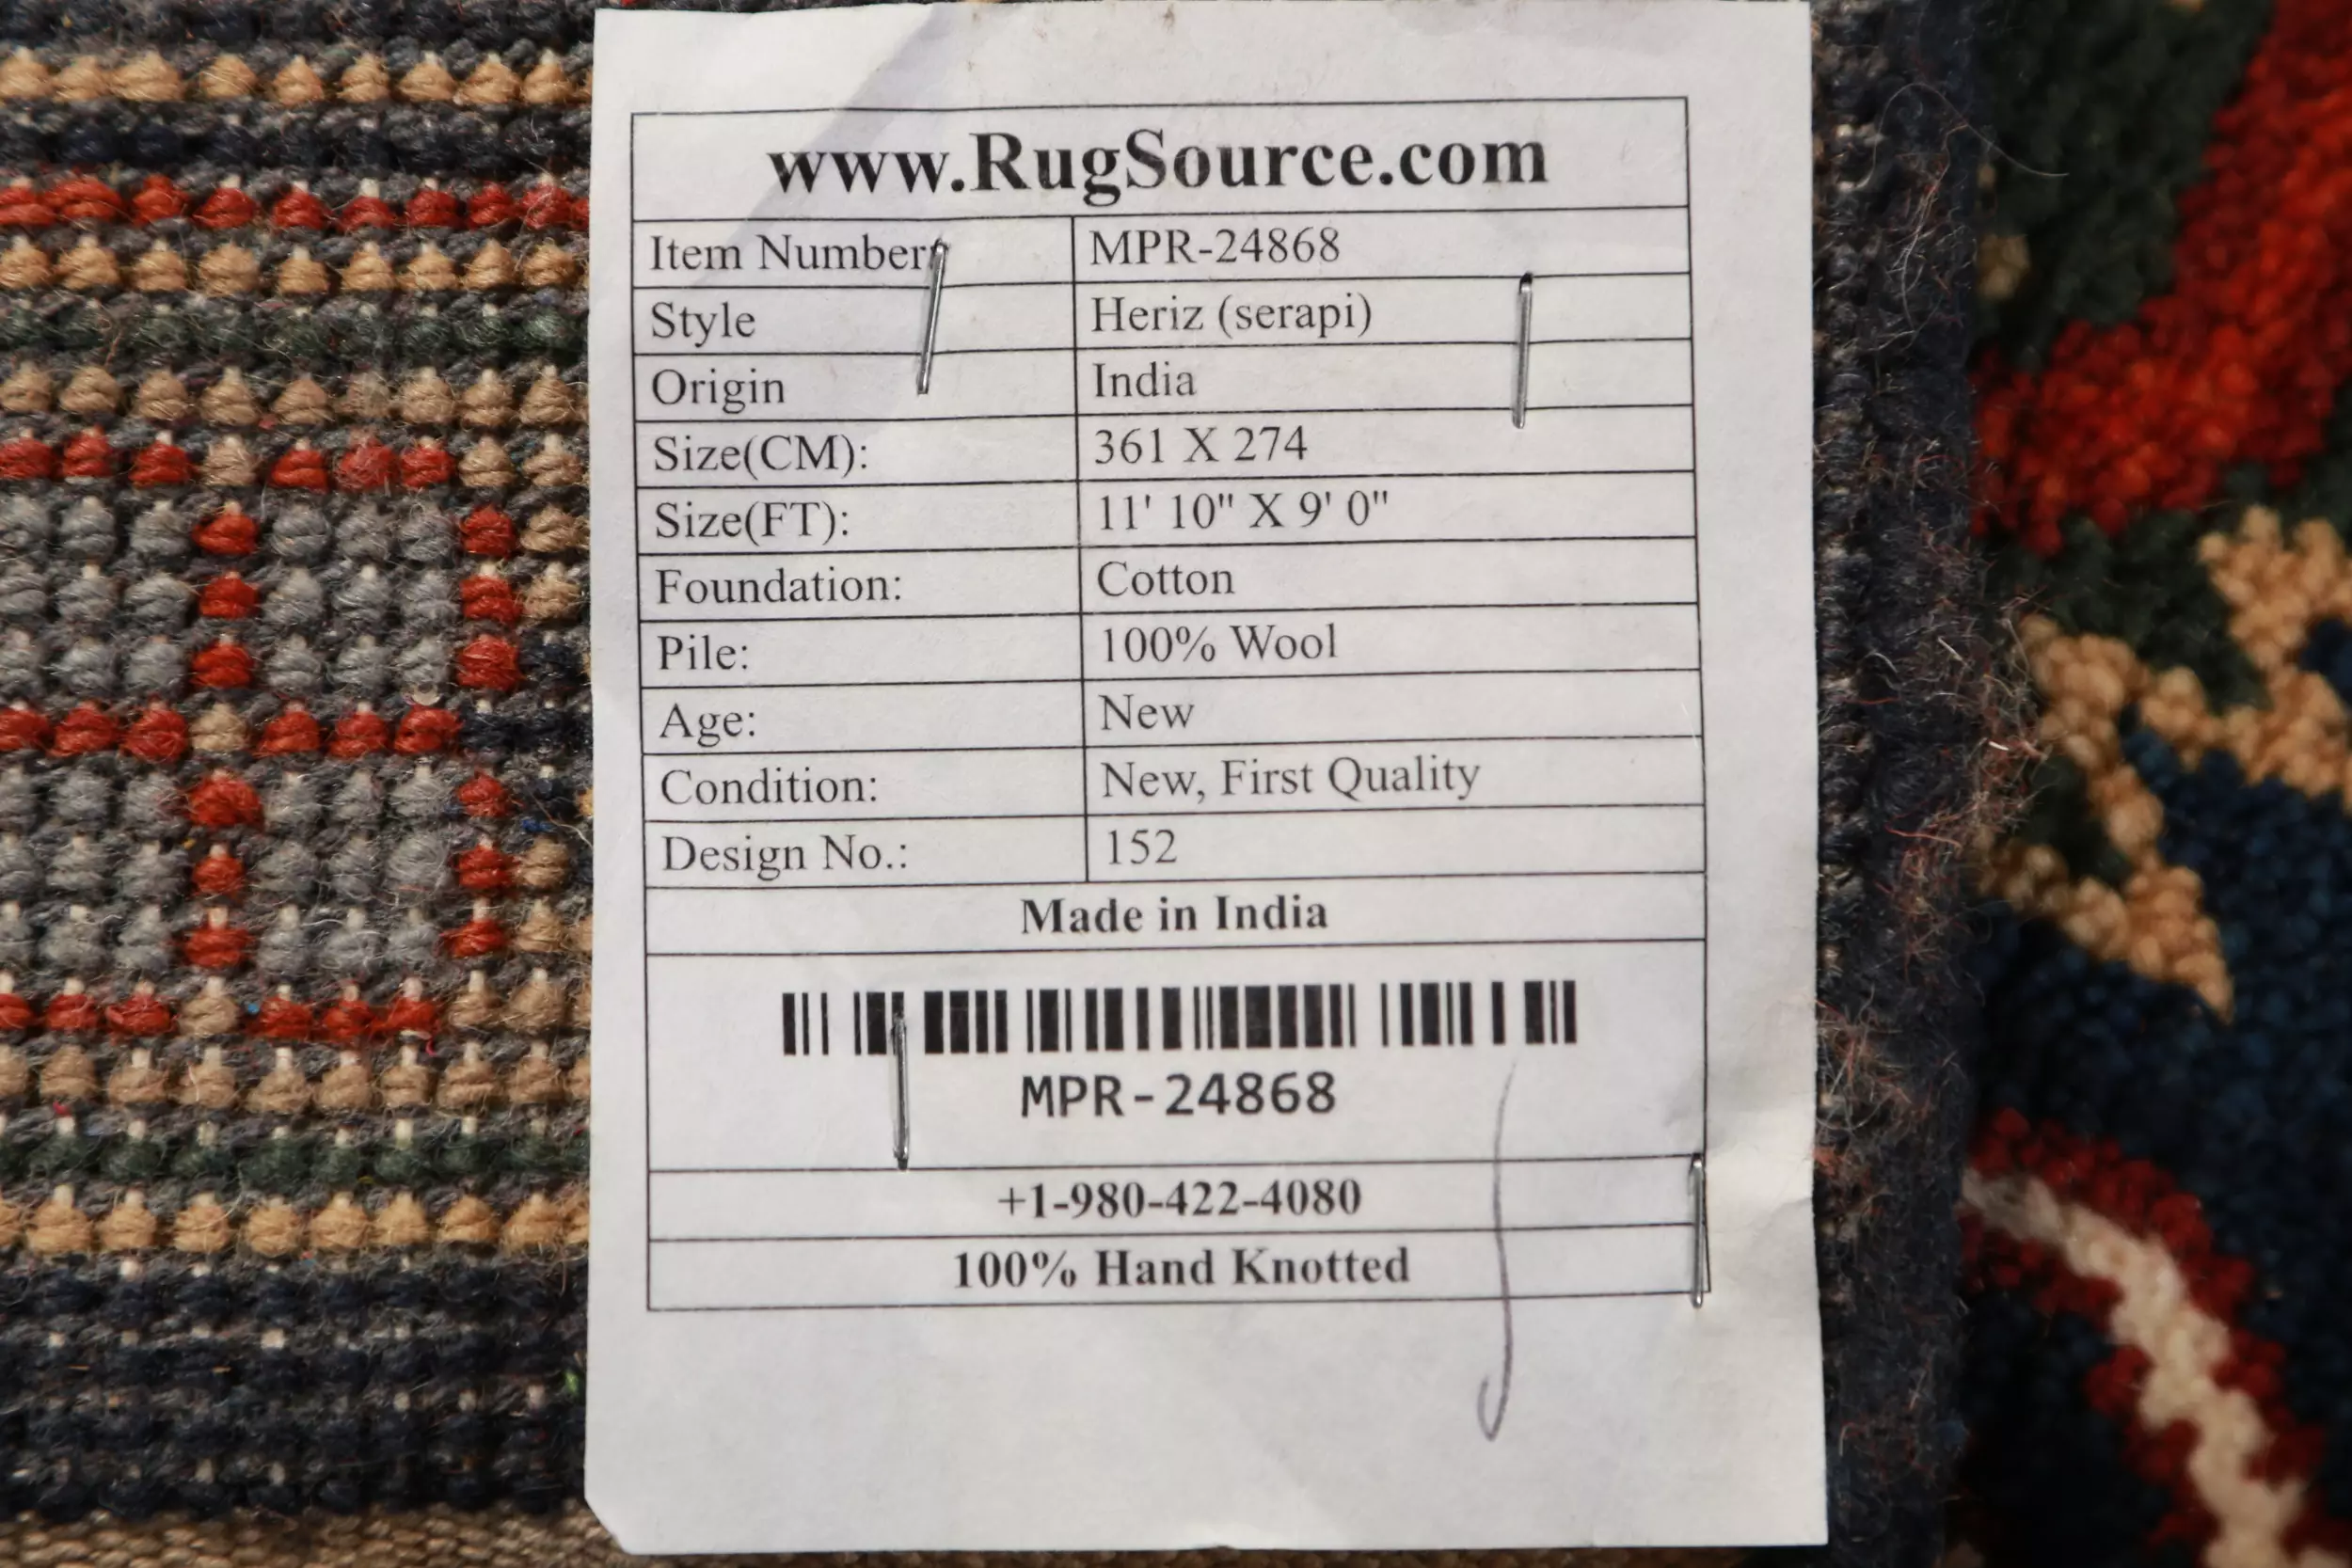 www.RugSource.com
Item Number: MPR-24868
Style Heriz (serapi)
Origin India
Size(CM): 361 X 274
Size(FT): 11' 10" X 9' 0"
Foundation: Cotton
Pile: 100% Wool
Age: New
Condition: New, First Quality
Design No.: 152
Made in India
MPR-24868
+1-980-422-4080
100% Hand Knotted